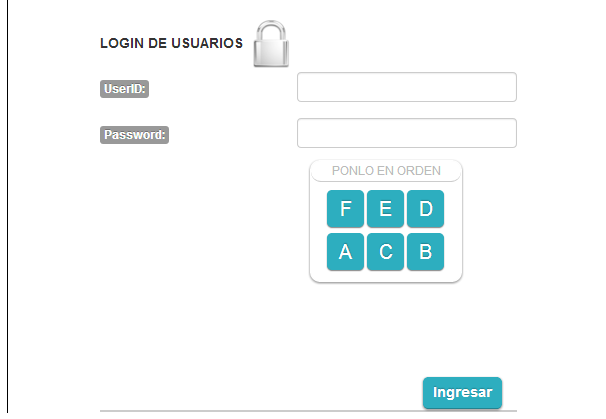 LOGIN DE USUARIOS
UserID:
Password:
PONLO EN ORDEN
F E D
A C B
Ingresar